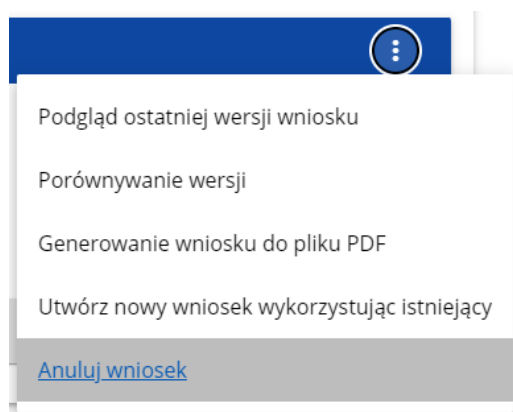 Podgląd ostatniej wersji wniosku
Porównywanie wersji
Generowanie wniosku do pliku PDF
Utwórz nowy wniosek wykorzystując istniejący
Anuluj wniosek